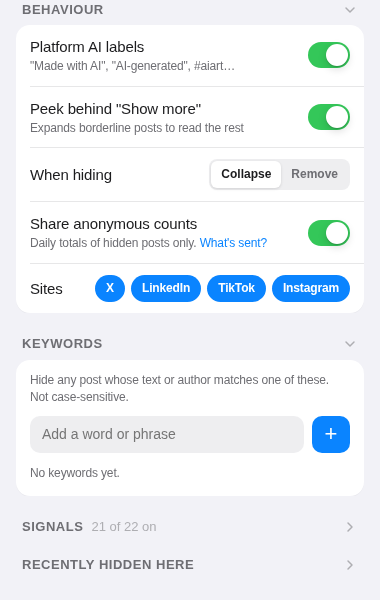 BEHAVIOUR
Platform AI labels
"Made with AI", "AI-generated", #aiart…
Peek behind "Show more"
Expands borderline posts to read the rest
When hiding
Collapse
Remove
Share anonymous counts
Daily totals of hidden posts only. What's sent?
Sites
X
LinkedIn
TikTok
Instagram
KEYWORDS
Hide any post whose text or author matches one of these.
Not case-sensitive.
Add a word or phrase
+
No keywords yet.
SIGNALS 21 of 22 on
RECENTLY HIDDEN HERE